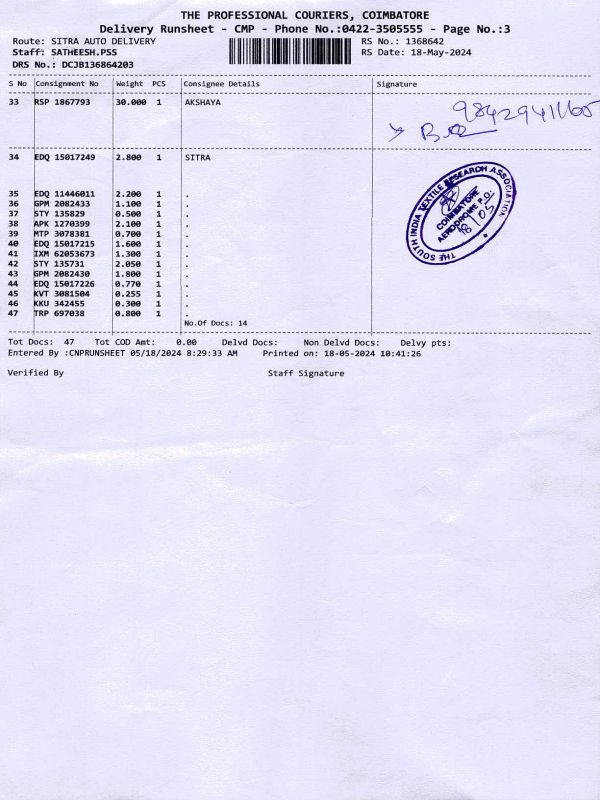 THE PROFESSIONAL COURIERS, COIMBATORE
Delivery Runsheet - CMP - Phone No.:0422-3505555 - Page No.:3
Route: SITRA AUTO DELIVERY RS No.: 1368642
Staff: SATHEESH.PSS RS Date: 18-May-2024
DRS No.: DCJB136864203
S No Consignment No Weight PCS Consignee Details Signature
33 RSP 1867793 30.000 1 AKSHAYA
34 EDQ 15017249 2.800 1 SITRA
35 EDQ 11446011 2.200 1 .
36 GPM 2082433 1.100 1 .
37 STY 135829 0.500 1 .
38 APK 1270399 2.100 1 .
39 MTP 3078381 0.700 1 .
40 EDQ 15017215 1.600 1 .
41 IXM 62053673 1.300 1 .
42 STY 135731 2.050 1 .
43 GPM 2082430 1.800 1 .
44 EDQ 15017226 0.770 1 .
45 KVT 3081504 0.255 1 .
46 KKU 342455 0.300 1 .
47 TRP 697038 0.800 1 .
No.Of Docs: 14
THE SOUTH INDIA TEXTILE RESEARCH ASSOCIATION
COIMBATORE
AERODROME P.O.
18/05
Tot Docs: 47 Tot COD Amt: 0.00 Delvd Docs: Non Delvd Docs: Delvy pts:
Entered By :CNPRUNSHEET 05/18/2024 8:29:33 AM Printed on: 18-05-2024 10:41:26
Verified By Staff Signature